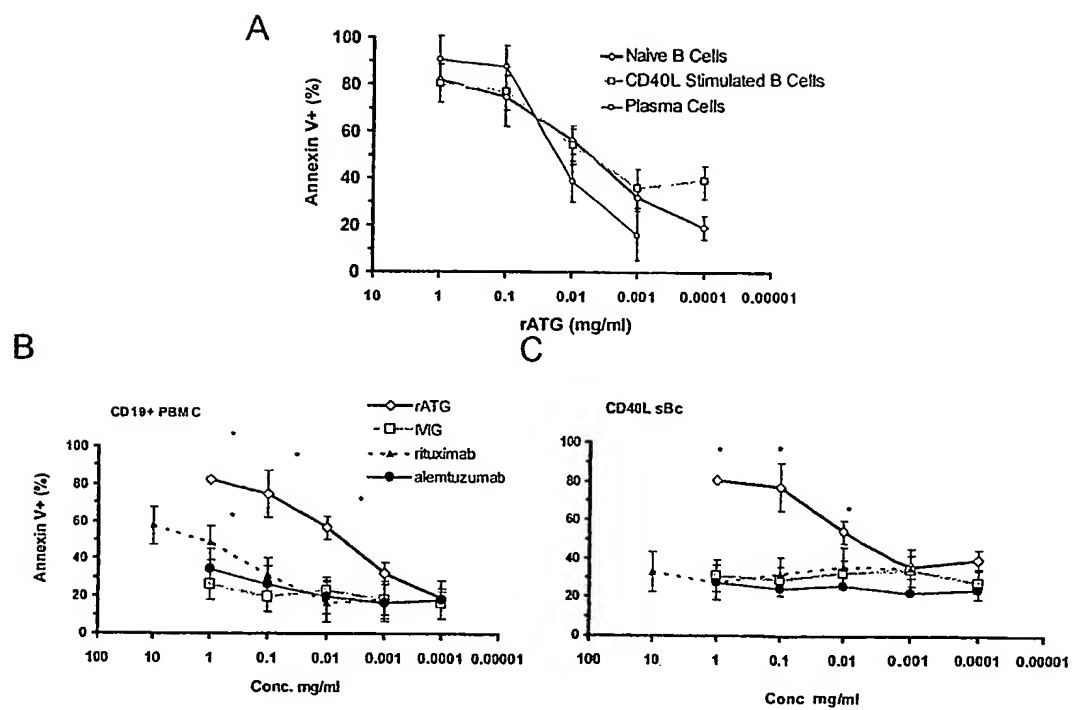 A
Annexin V+ (%)
100
80
60
40
20
0
Naive B Cells
CD40L Stimulated B Cells
Plasma Cells
10 1 0.1 0.01 0.001 0.0001 0.00001
rATG (mg/ml)
B
CD19+ PBMC
rATG
IVIG
rituximab
alemtuzumab
Annexin V+ (%)
100
80
60
40
20
0
* * * *
100 10 1 0.1 0.01 0.001 0.0001 0.00001
Conc. mg/ml
C
CD40L sBc
100
80
60
40
20
0
* * *
100 10 1 0.1 0.01 0.001 0.0001 0.00001
Conc mg/ml